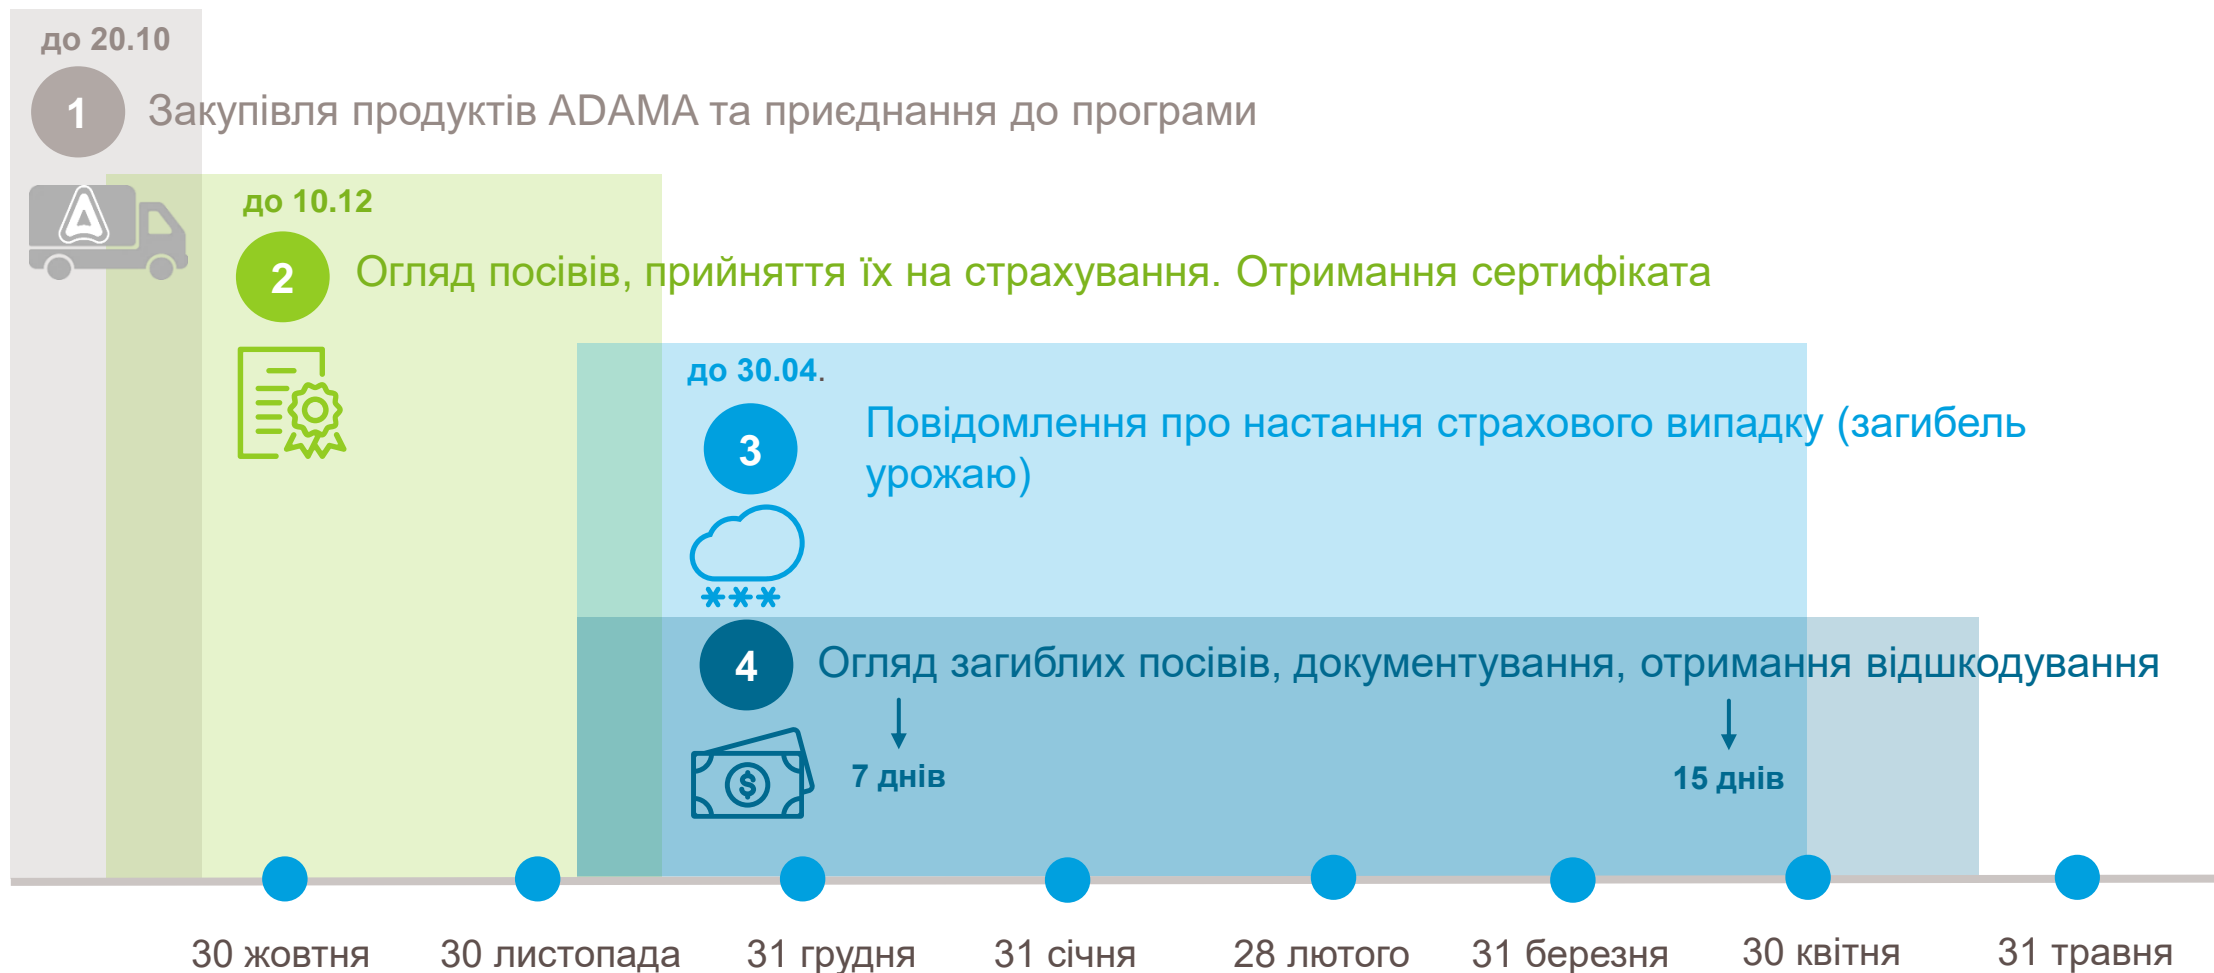 до 20.10
1
Закупівля продуктів ADAMA та приєднання до програми
до 10.12
2
Огляд посівів, прийняття їх на страхування. Отримання сертифіката
до 30.04.
3
Повідомлення про настання страхового випадку (загибель
урожаю)
4
Огляд загиблих посівів, документування, отримання відшкодування
7 днів
15 днів
$
30 жовтня
30 листопада
31 грудня
31 січня
28 лютого
31 березня
30 квітня
31 травня